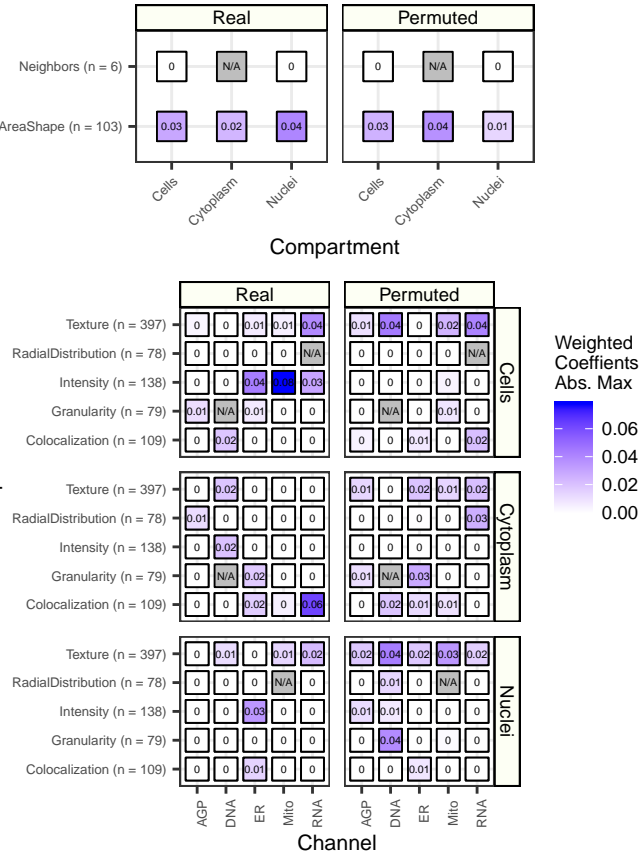 Real Permuted
Neighbors (n = 6) 0 N/A 0 0 N/A 0
AreaShape (n = 103) 0.03 0.02 0.04 0.03 0.04 0.01
Cells Cytoplasm Nuclei Cells Cytoplasm Nuclei
Compartment
Real Permuted
Texture (n = 397) 0 0 0.01 0.01 0.04 0.01 0.04 0 0.02 0.04
RadialDistribution (n = 78) 0 0 0 0 N/A 0 0 0 0 N/A
Intensity (n = 138) 0 0 0.04 0.08 0.03 0 0 0 0 0
Granularity (n = 79) 0.01 N/A 0.01 0 0 0 N/A 0 0.01 0
Colocalization (n = 109) 0 0.02 0 0 0 0 0 0.01 0 0.02
Cells
Texture (n = 397) 0 0.02 0 0 0 0.01 0 0.02 0.01 0.02
RadialDistribution (n = 78) 0.01 0 0 0 0 0 0 0 0 0.03
Intensity (n = 138) 0 0.02 0 0 0 0 0 0 0 0
Granularity (n = 79) 0 N/A 0.02 0 0 0.01 N/A 0.03 0 0
Colocalization (n = 109) 0 0 0.02 0 0.06 0 0.02 0.01 0.01 0
Cytoplasm
Texture (n = 397) 0 0.01 0 0.01 0.02 0.02 0.04 0.02 0.03 0.02
RadialDistribution (n = 78) 0 0 0 N/A 0 0 0.01 0 N/A 0
Intensity (n = 138) 0 0 0.03 0 0 0.01 0.01 0 0 0
Granularity (n = 79) 0 0 0 0 0 0 0.04 0 0 0
Colocalization (n = 109) 0 0 0.01 0 0 0 0 0.01 0 0
Nuclei
AGP DNA ER Mito RNA AGP DNA ER Mito RNA
Channel
Weighted
Coeffients
Abs. Max
0.06
0.04
0.02
0.00